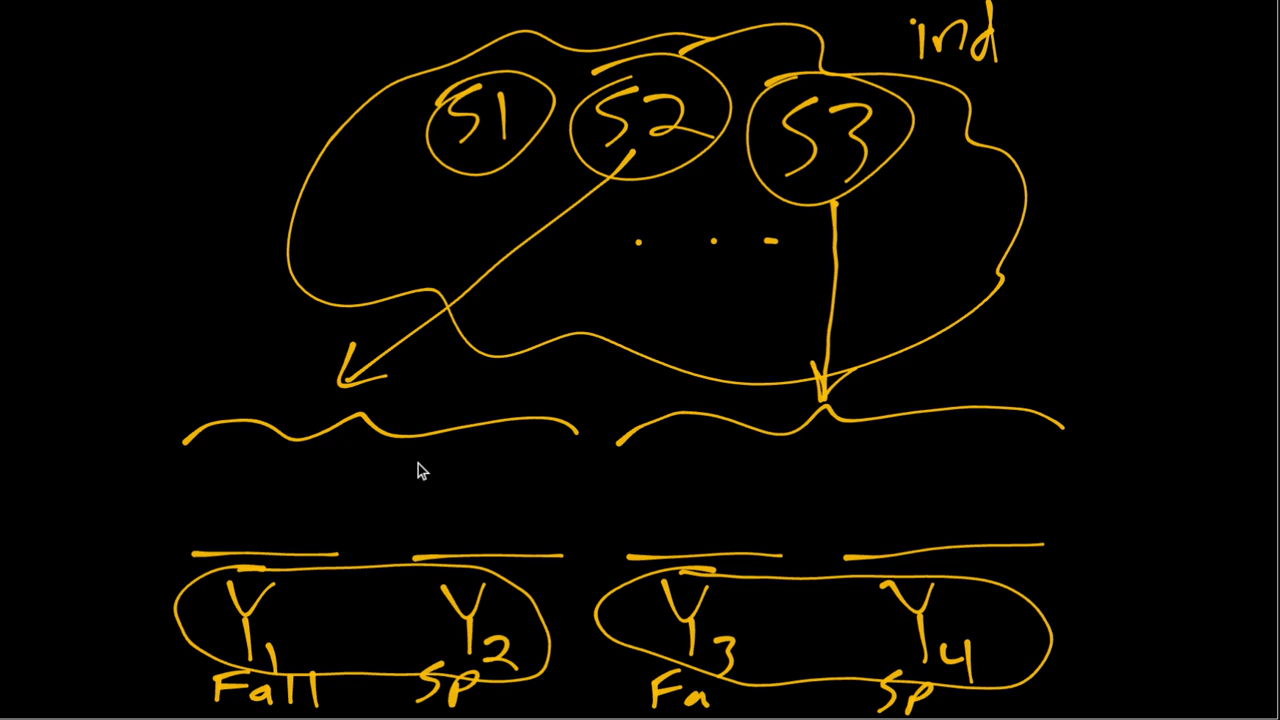 ind
S1 S2 S3
. . -
Y1 Y2 Y3 Y4
Fall Sp Fa Sp